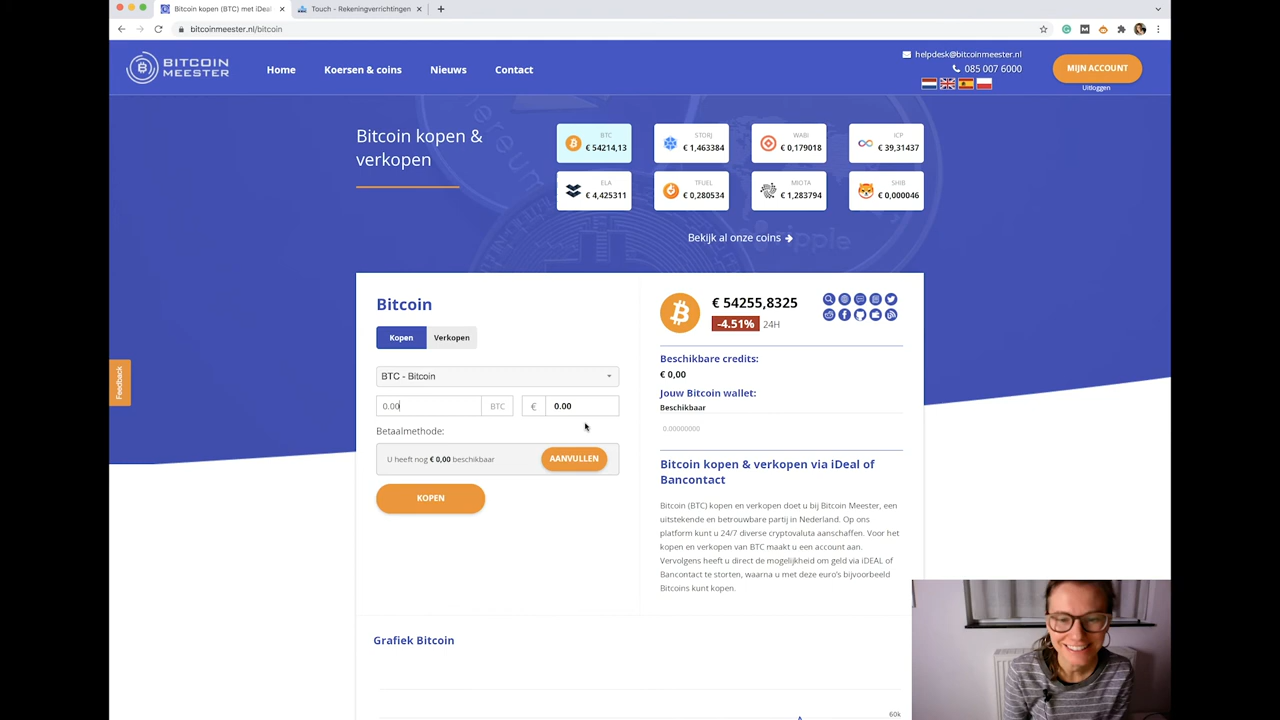 Bitcoin kopen (BTC) met iDeal
Touch - Rekeningverrichtingen
bitcoinmeester.nl/bitcoin
BITCOIN
MEESTER
Home
Koersen & coins
Nieuws
Contact
helpdesk@bitcoinmeester.nl
085 007 6000
MIJN ACCOUNT
Uitloggen
Bitcoin kopen &
verkopen
BTC
€ 54214,13
STORJ
€ 1,463384
WABI
€ 0,179018
ICP
€ 39,31437
ELA
€ 4,425311
TFUEL
€ 0,280534
MIOTA
€ 1,283794
SHIB
€ 0,000046
Bekijk al onze coins
Feedback
Bitcoin
Kopen
Verkopen
BTC - Bitcoin
0.00
BTC
€
0.00
Betaalmethode:
U heeft nog € 0,00 beschikbaar
AANVULLEN
KOPEN
€ 54255,8325
-4.51%
24H
Beschikbare credits:
€ 0,00
Jouw Bitcoin wallet:
Beschikbaar
0.00000000
Bitcoin kopen & verkopen via iDeal of
Bancontact
Bitcoin (BTC) kopen en verkopen doet u bij Bitcoin Meester, een
uitstekende en betrouwbare partij in Nederland. Op ons
platform kunt u 24/7 diverse cryptovaluta aanschaffen. Voor het
kopen en verkopen van BTC maakt u een account aan.
Vervolgens heeft u direct de mogelijkheid om geld via iDEAL of
Bancontact te storten, waarna u met deze euro's bijvoorbeeld
Bitcoins kunt kopen.
Grafiek Bitcoin
60k